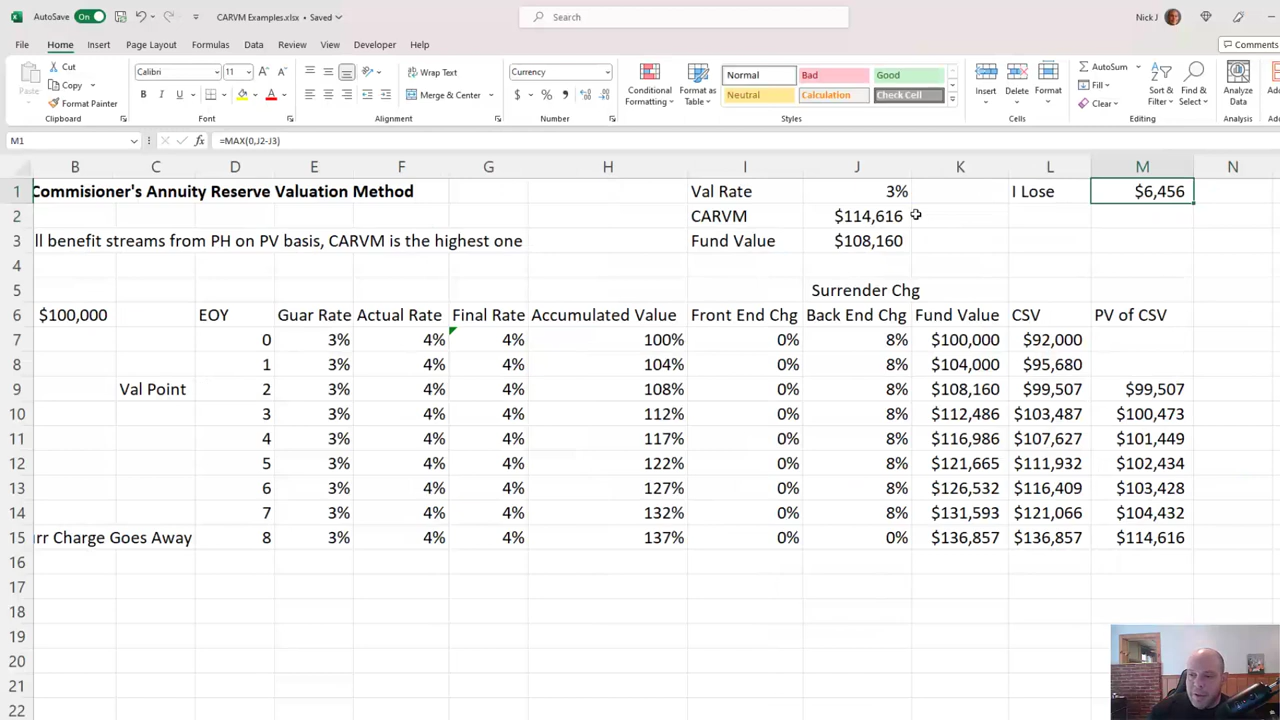 AutoSave On CARVM Examples.xlsx • Saved Search Nick J
File Home Insert Page Layout Formulas Data Review View Developer Help Comments
Cut Calibri 11 Wrap Text Currency Normal Bad Good AutoSum
Paste Copy Format Painter B I U Merge & Center $ % Conditional Formatting Format as Table Neutral Calculation Check Cell Insert Delete Format Fill Clear Sort & Filter Find & Select Analyze Data
Clipboard Font Alignment Number Styles Cells Editing Analysis
M1 fx =MAX(0,J2-J3)
B C D E F G H I J K L M N
1 Commisioner's Annuity Reserve Valuation Method Val Rate 3% I Lose $6,456
2 CARVM $114,616
3 ll benefit streams from PH on PV basis, CARVM is the highest one Fund Value $108,160
4
5 Surrender Chg
6 $100,000 EOY Guar Rate Actual Rate Final Rate Accumulated Value Front End Chg Back End Chg Fund Value CSV PV of CSV
7 0 3% 4% 4% 100% 0% 8% $100,000 $92,000
8 1 3% 4% 4% 104% 0% 8% $104,000 $95,680
9 Val Point 2 3% 4% 4% 108% 0% 8% $108,160 $99,507 $99,507
10 3 3% 4% 4% 112% 0% 8% $112,486 $103,487 $100,473
11 4 3% 4% 4% 117% 0% 8% $116,986 $107,627 $101,449
12 5 3% 4% 4% 122% 0% 8% $121,665 $111,932 $102,434
13 6 3% 4% 4% 127% 0% 8% $126,532 $116,409 $103,428
14 7 3% 4% 4% 132% 0% 8% $131,593 $121,066 $104,432
15 urr Charge Goes Away 8 3% 4% 4% 137% 0% 0% $136,857 $136,857 $114,616
16
17
18
19
20
21
22